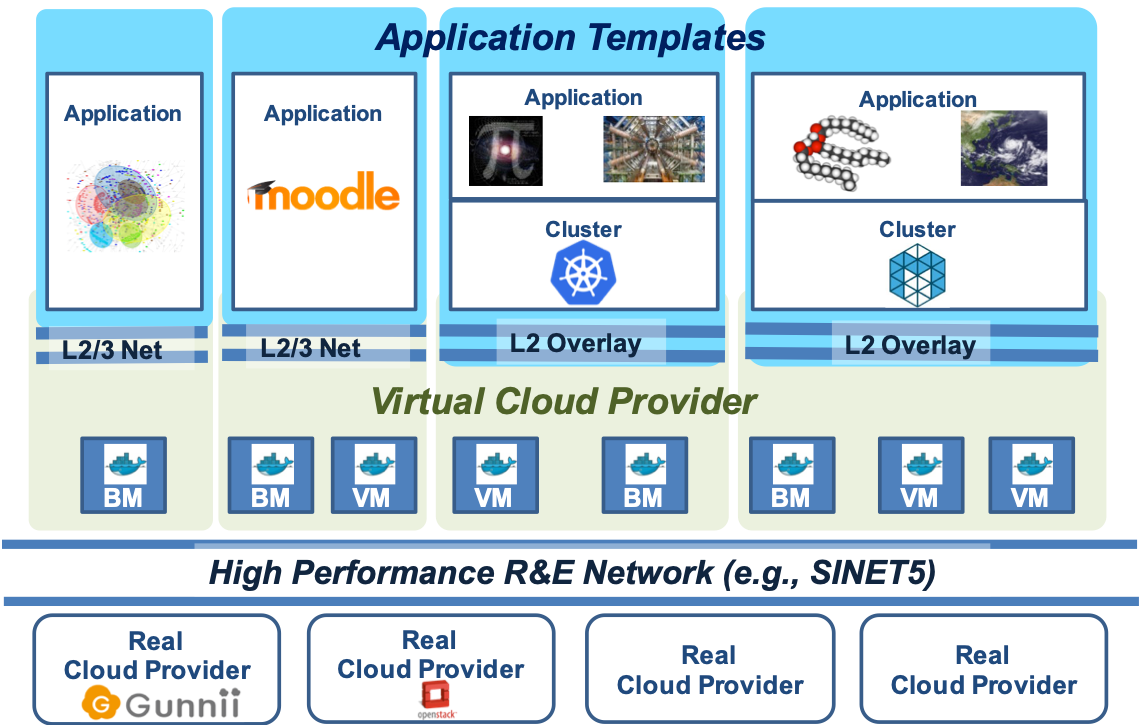 Application Templates
Application
Application
moodle
Application
π
Application
Cluster
Cluster
L2/3 Net
L2/3 Net
L2 Overlay
L2 Overlay
Virtual Cloud Provider
BM
BM
VM
VM
BM
BM
VM
VM
High Performance R&E Network (e.g., SINET5)
Real
Cloud Provider
G Gunnii
Real
Cloud Provider
openstack
Real
Cloud Provider
Real
Cloud Provider